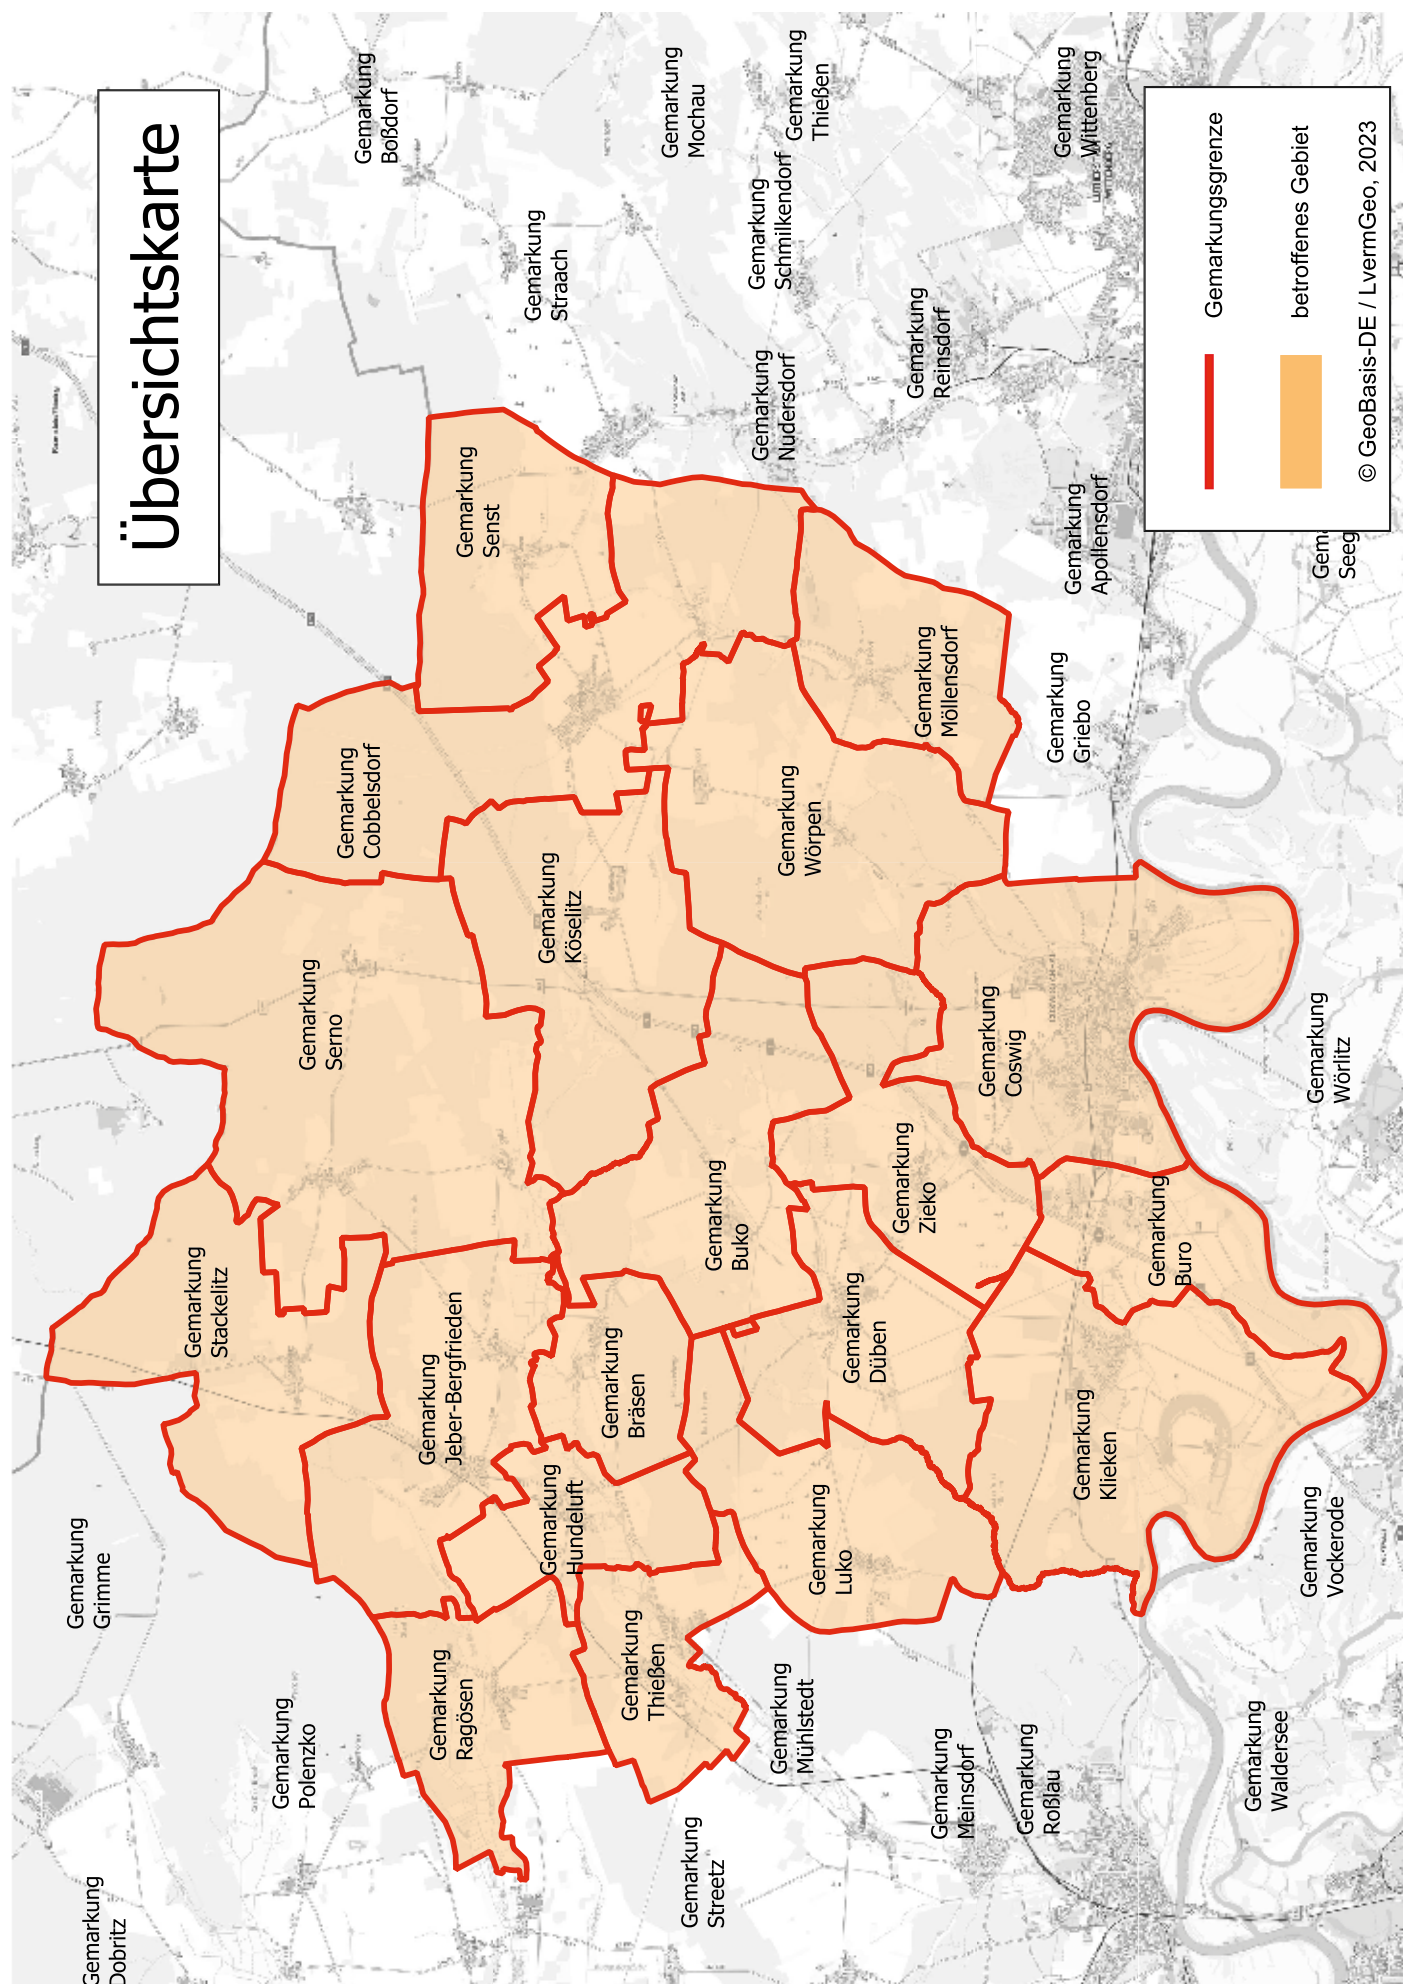 Übersichtskarte
Gemarkung
Boßdorf
Gemarkung
Mochau
Gemarkung
Thießen
Gemarkung
Wittenberg
Gemarkung
Straach
Gemarkung
Schmilkendorf
Gemarkung
Reinsdorf
Gemarkung
Nudersdorf
Gemarkung
Apollensdorf
Gemarkung
Senst
Gemarkung
Möllensdorf
Gemarkung
Griebo
Gemarkung
Cobbelsdorf
Gemarkung
Wörpen
Gemarkung
Köselitz
Gemarkung
Serno
Gemarkung
Coswig
Gemarkung
Wörlitz
Gemarkung
Zieko
Gemarkung
Buko
Gemarkung
Buro
Gemarkung
Stackelitz
Gemarkung
Düben
Gemarkung
Jeber-Bergfrieden
Gemarkung
Bräsen
Gemarkung
Klieken
Gemarkung
Hundeluft
Gemarkung
Luko
Gemarkung
Vockerode
Gemarkung
Grimme
Gemarkung
Thießen
Gemarkung
Ragösen
Gemarkung
Mühlstedt
Gemarkung
Polenzko
Gemarkung
Meinsdorf
Gemarkung
Roßlau
Gemarkung
Waldersee
Gemarkung
Streetz
Gemarkung
Dobritz
Gem
Seeg
Gemarkungsgrenze
betroffenes Gebiet
© GeoBasis-DE / LvermGeo, 2023